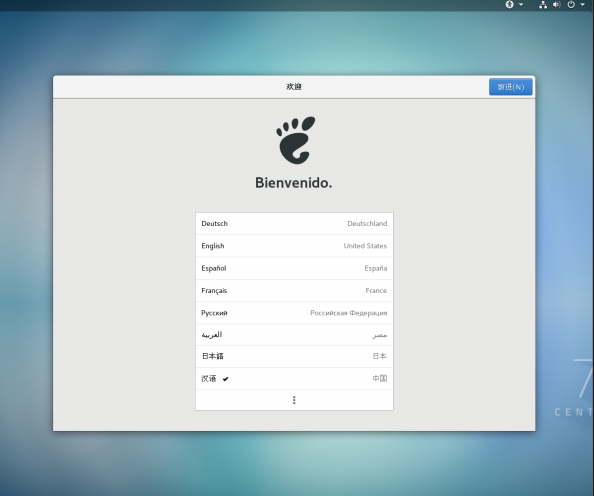 欢迎
前进(N)
Bienvenido.
Deutsch Deutschland
English United States
Español España
Français France
Русский Российская Федерация
العربية مصر
日本語 日本
汉语 中国
7
CENT